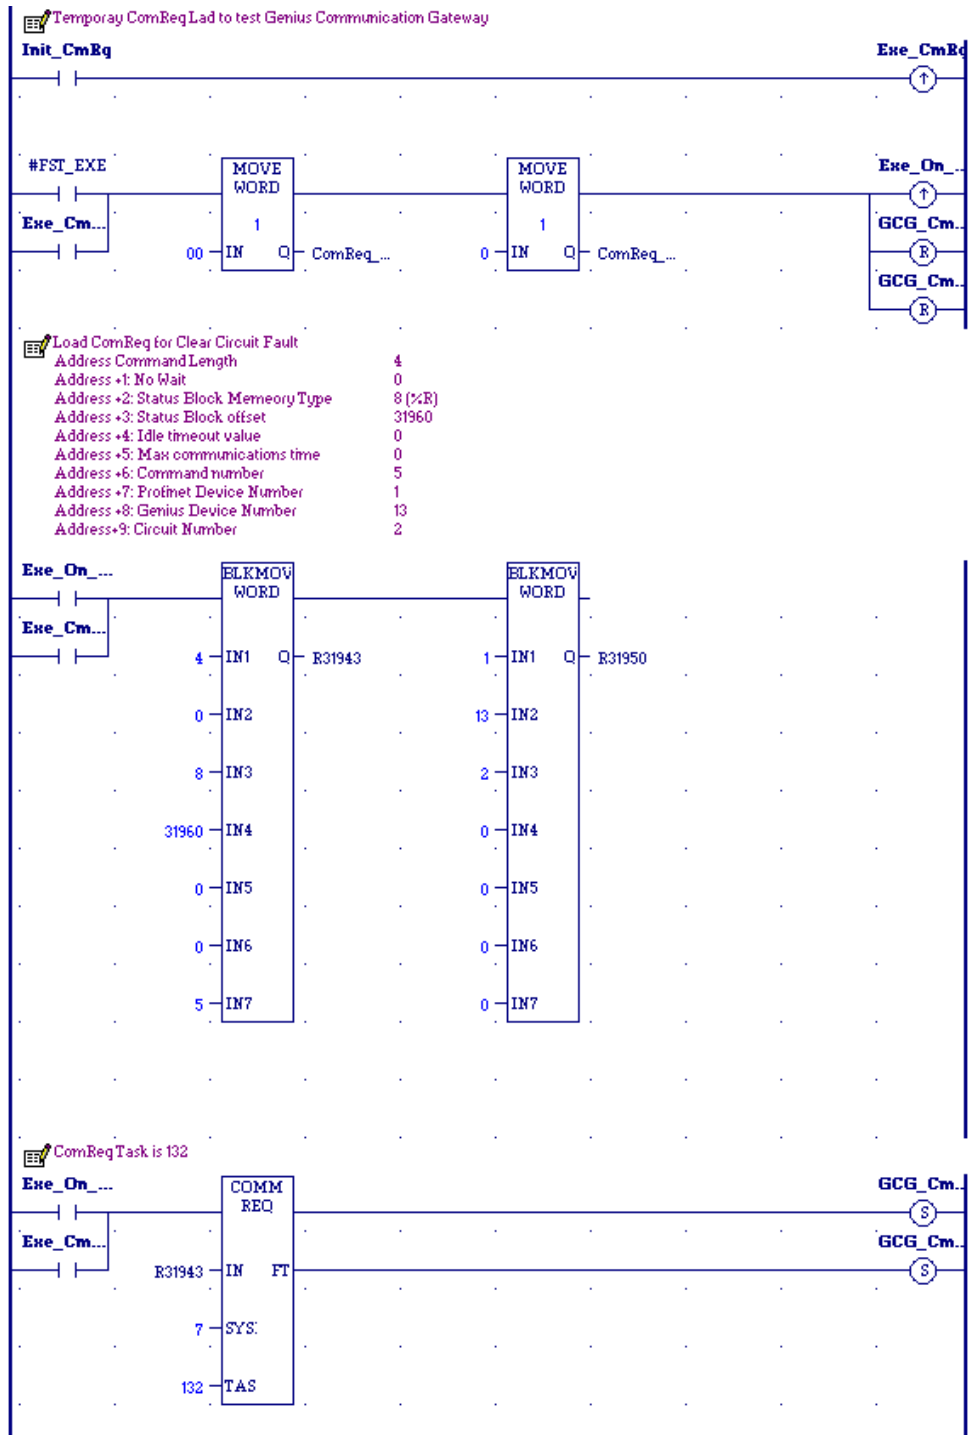 Temporay ComReq Lad to test Genius Communication Gateway
Init_CmRq Exe_CmRq
#FST_EXE MOVE WORD MOVE WORD Exe_On_...
Exe_Cm... 1 1 GCG_Cm...
00 IN Q ComReq_... 0 IN Q ComReq_... R
GCG_Cm...
R
Load ComReq for Clear Circuit Fault
Address Command Length 4
Address +1: No Wait 0
Address +2: Status Block Memeory Type 8 (%R)
Address +3: Status Block offset 31960
Address +4: Idle timeout value 0
Address +5: Max communications time 0
Address +6: Command number 5
Address +7: Profinet Device Number 1
Address +8: Genius Device Number 13
Address+9: Circuit Number 2
Exe_On_... BLKMOV WORD BLKMOV WORD
Exe_Cm...
4 IN1 Q R31943 1 IN1 Q R31950
0 IN2 13 IN2
8 IN3 2 IN3
31960 IN4 0 IN4
0 IN5 0 IN5
0 IN6 0 IN6
5 IN7 0 IN7
ComReq Task is 132
Exe_On_... COMM REQ GCG_Cm...
S
Exe_Cm... GCG_Cm...
R31943 IN FT S
7 SYS:
132 TAS